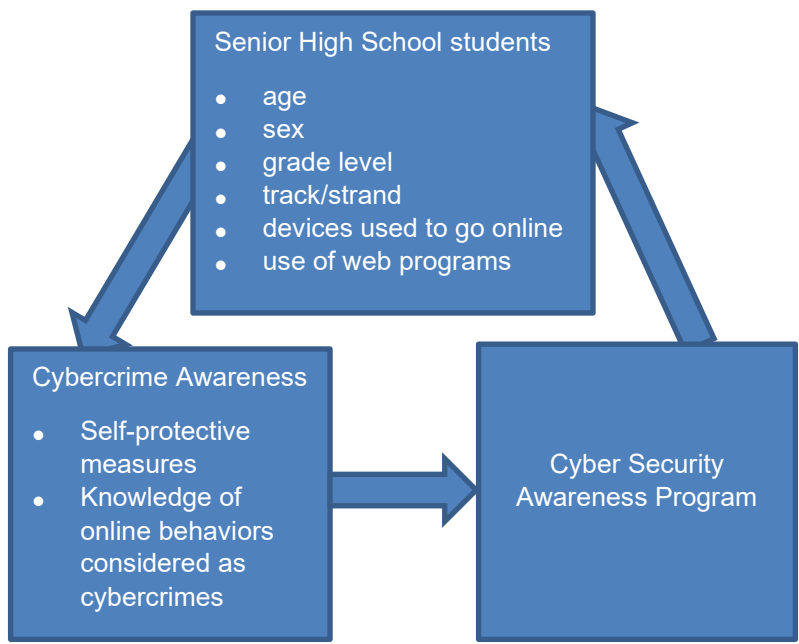 Senior High School students
● age
● sex
● grade level
● track/strand
● devices used to go online
● use of web programs
Cybercrime Awareness
● Self-protective
measures
● Knowledge of
online behaviors
considered as
cybercrimes
Cyber Security
Awareness Program